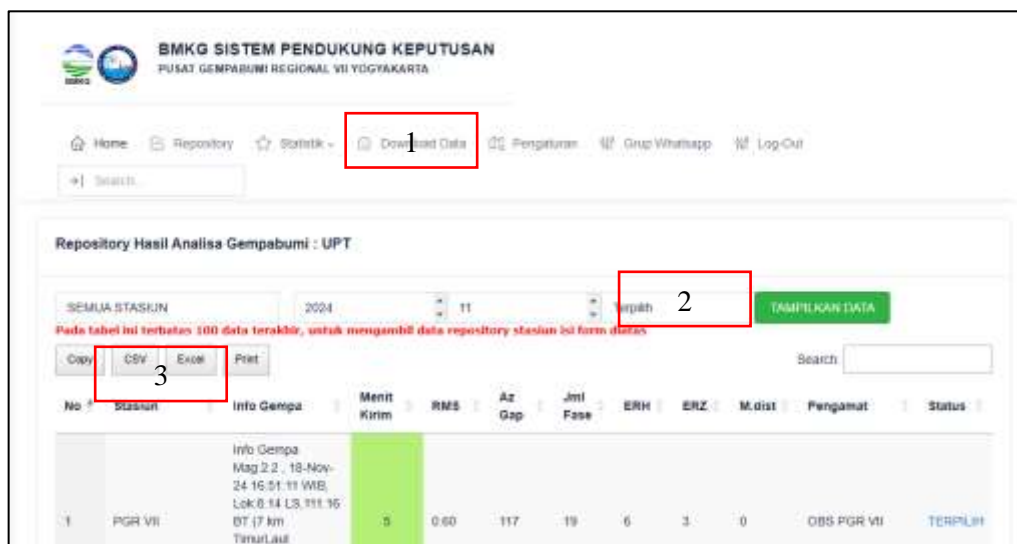 BMKG
BMKG SISTEM PENDUKUNG KEPUTUSAN
PUSAT GEMPABUMI REGIONAL VII YOGYAKARTA
Home Repository Statistik Download Data Pengaturan Grup Whatsapp Log-Out
1
Search...
Repository Hasil Analisa Gempabumi : UPT
SEMUA STASIUN 2024 11 Terpilih TAMPILKAN DATA
2
Pada tabel ini terbatas 100 data terakhir, untuk mengambil data repository stasiun isi form diatas
Copy CSV Excel Print Search:
3
No Stasiun Info Gempa Menit Kirim RMS Az Gap Jml Fase ERH ERZ M.dist Pengamat Status
Info Gempa
Mag:2.2 , 18-Nov-
24 16:51:11 WIB,
Lok:8.14 LS,111.16
1 PGR VII BT (7 km 5 0.60 117 19 6 3 0 OBS PGR VII TERPILIH
TimurLaut